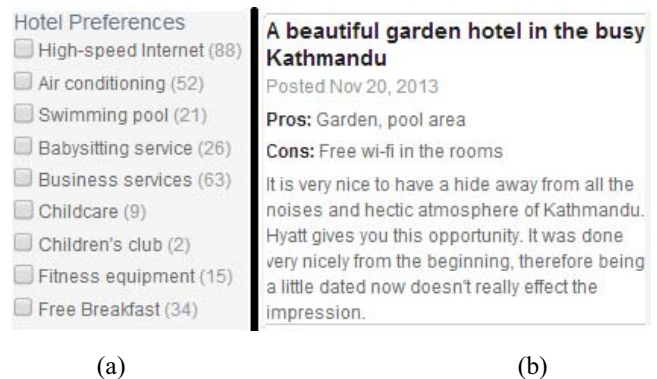 Hotel Preferences
High-speed Internet (88)
Air conditioning (52)
Swimming pool (21)
Babysitting service (26)
Business services (63)
Childcare (9)
Children's club (2)
Fitness equipment (15)
Free Breakfast (34)
(a)
A beautiful garden hotel in the busy
Kathmandu
Posted Nov 20, 2013
Pros: Garden, pool area
Cons: Free wi-fi in the rooms
It is very nice to have a hide away from all the
noises and hectic atmosphere of Kathmandu.
Hyatt gives you this opportunity. It was done
very nicely from the beginning, therefore being
a little dated now doesn't really effect the
impression.
(b)